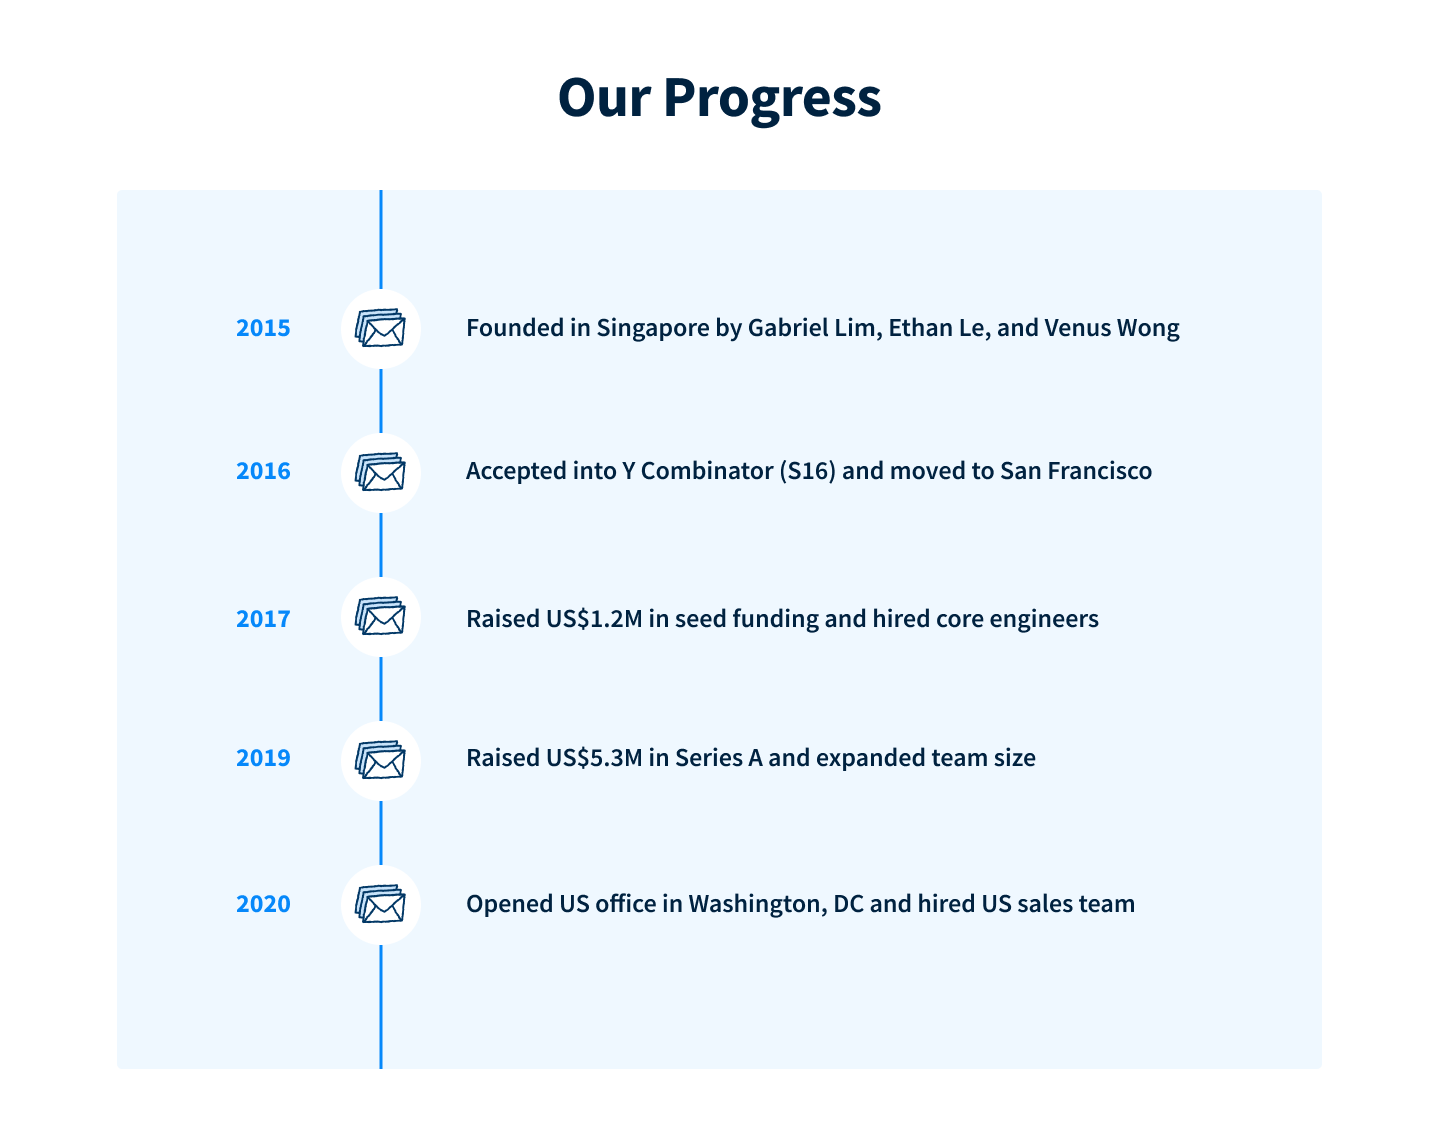 Our Progress
2015 Founded in Singapore by Gabriel Lim, Ethan Le, and Venus Wong
2016 Accepted into Y Combinator (S16) and moved to San Francisco
2017 Raised US$1.2M in seed funding and hired core engineers
2019 Raised US$5.3M in Series A and expanded team size
2020 Opened US office in Washington, DC and hired US sales team